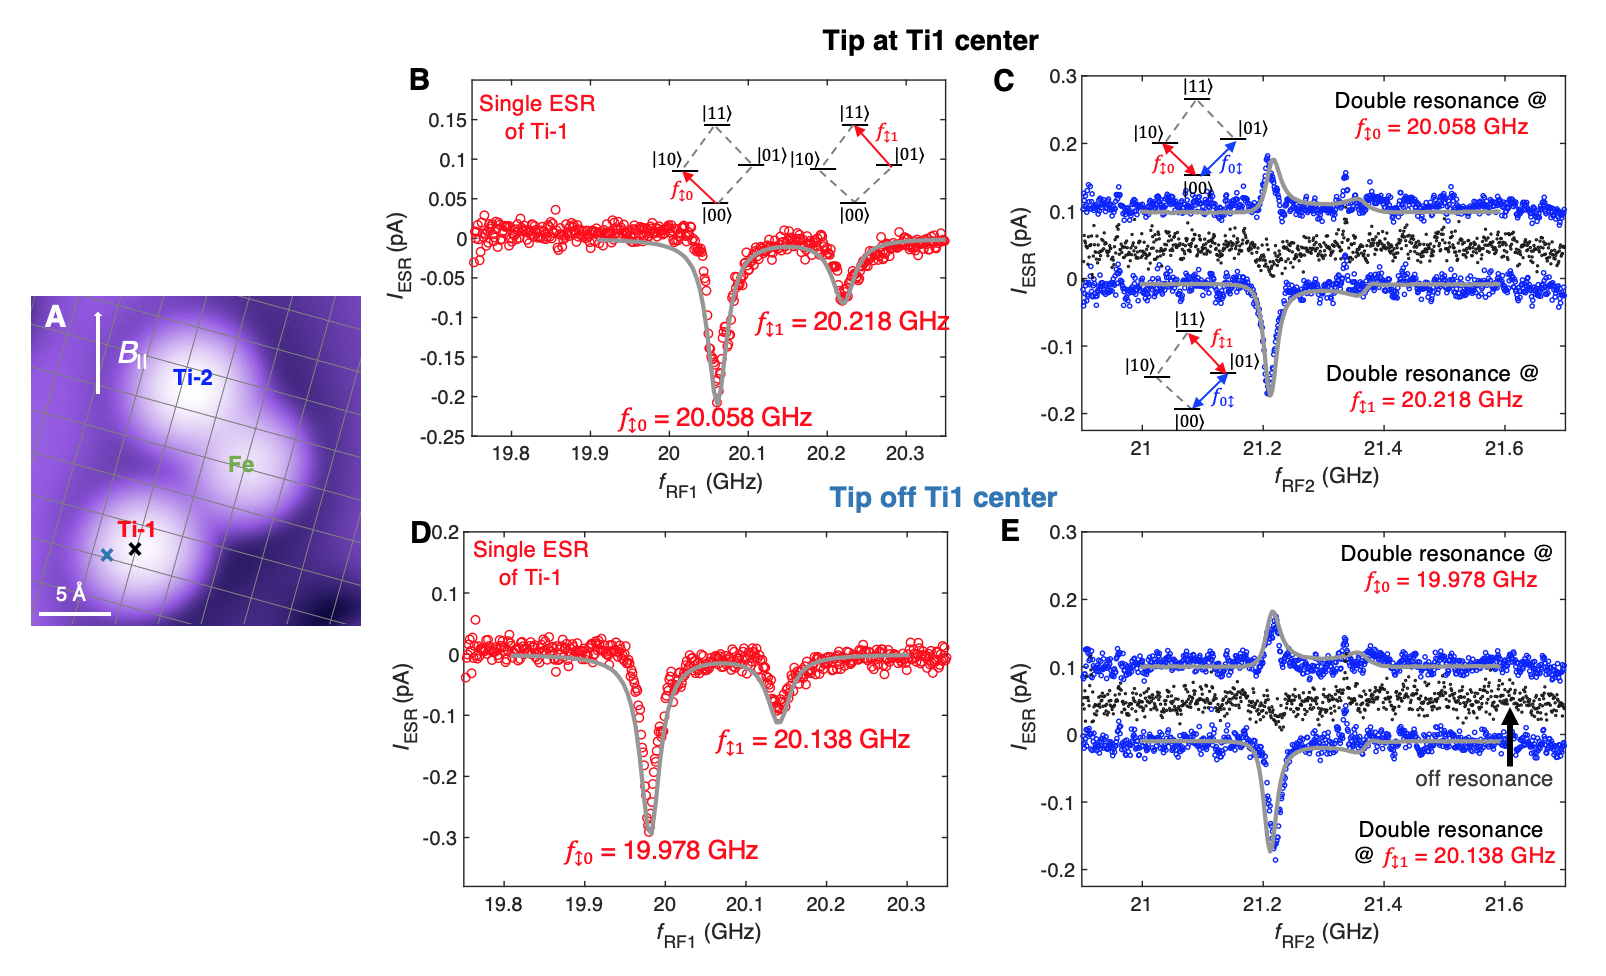 Tip at Ti1 center
A
B||
Ti-2
Fe
Ti-1
5 Å
B
Single ESR
of Ti-1
|11⟩
|10⟩
|01⟩
f↕0
|00⟩
|11⟩
f↕1
|10⟩
|01⟩
|00⟩
f↕1 = 20.218 GHz
f↕0 = 20.058 GHz
0.15
0.1
0.05
0
-0.05
-0.1
-0.15
-0.2
-0.25
IESR (pA)
19.8
19.9
20
20.1
20.2
20.3
fRF1 (GHz)
C
|11⟩
|10⟩
|01⟩
f↕0
f0↕
|00⟩
Double resonance @
f↕0 = 20.058 GHz
|11⟩
f↕1
|10⟩
|01⟩
f0↕
|00⟩
Double resonance @
f↕1 = 20.218 GHz
0.3
0.2
0.1
0
-0.1
-0.2
IESR (pA)
21
21.2
21.4
21.6
fRF2 (GHz)
Tip off Ti1 center
D
Single ESR
of Ti-1
f↕1 = 20.138 GHz
f↕0 = 19.978 GHz
0.2
0.1
0
-0.1
-0.2
-0.3
IESR (pA)
19.8
19.9
20
20.1
20.2
20.3
fRF1 (GHz)
E
Double resonance @
f↕0 = 19.978 GHz
off resonance
Double resonance
@ f↕1 = 20.138 GHz
0.3
0.2
0.1
0
-0.1
-0.2
IESR (pA)
21
21.2
21.4
21.6
fRF2 (GHz)